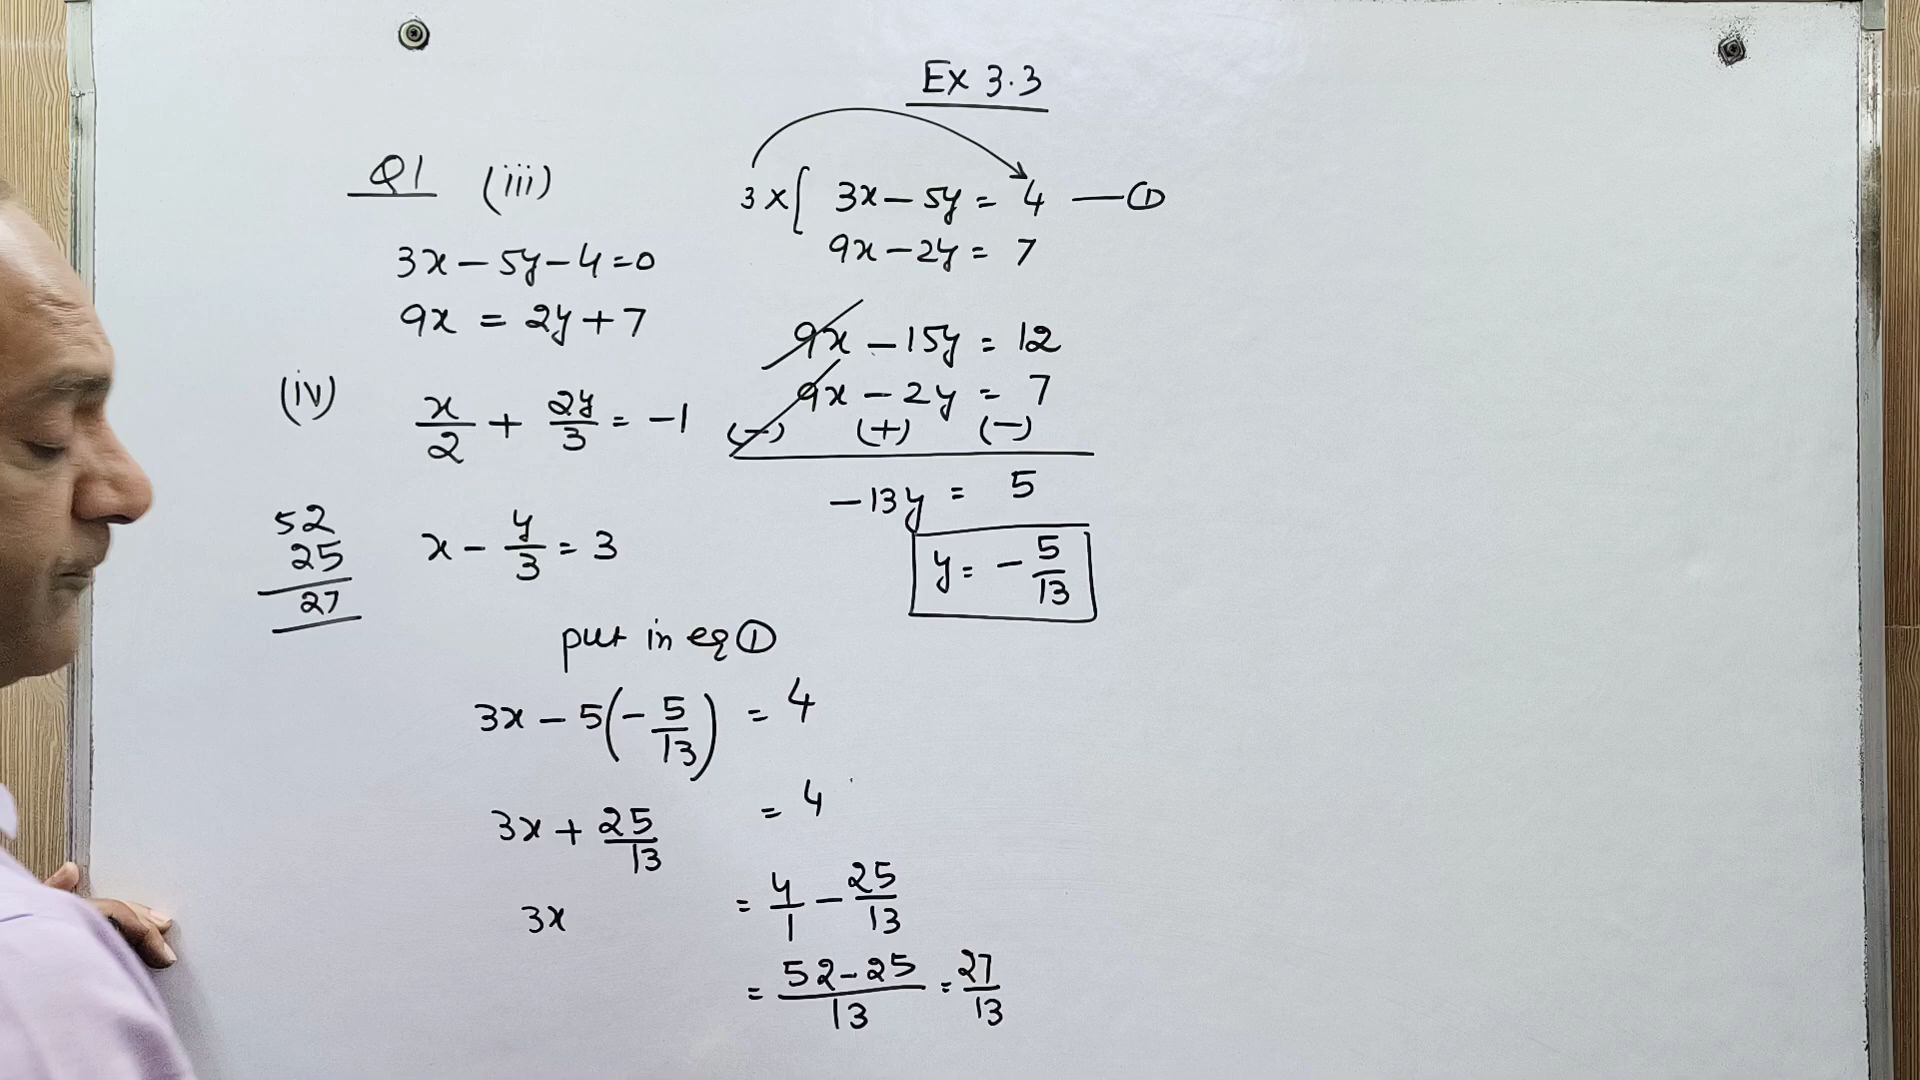 Ex 3.3
Q1 (iii)
3x - 5y - 4 = 0
9x = 2y + 7
(iv)
x/2 + 2y/3 = -1
x - y/3 = 3
52
25
27
3 × [ 3x - 5y = 4 — ①
9x - 2y = 7
9x - 15y = 12
9x - 2y = 7
(-) (+) (-)
-13y = 5
y = - 5/13
put in eq ①
3x - 5(- 5/13) = 4
3x + 25/13 = 4
3x = 4/1 - 25/13
= 52-25/13 = 27/13